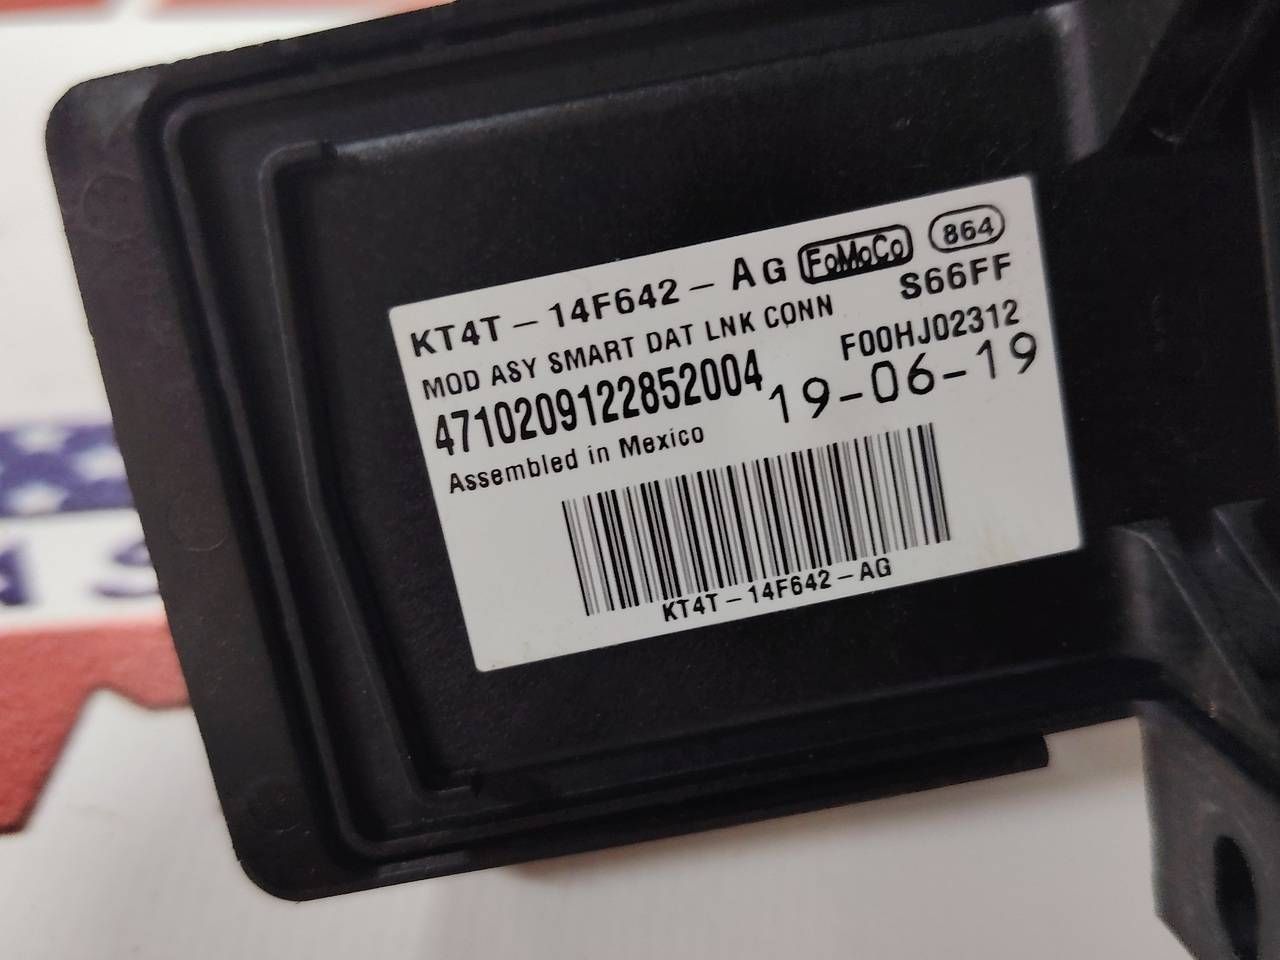 KT4T - 14F642 - AG FoMoCo 864
MOD ASY SMART DAT LNK CONN S66FF
4710209122852004 F00HJ02312
Assembled in Mexico 19-06-19
KT4T - 14F642 - AG